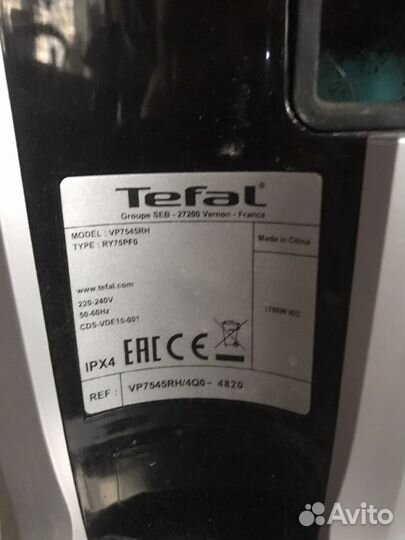 Tefal
Groupe SEB - 27200 Vernon - France
MODEL : VP7545RH
TYPE : RY75PF0
Made in China
www.tefal.com
220-240V
50-60Hz
CDS-VDE15-001
1700W IEC
IPX4 EAC CE
REF : VP7545RH/4Q0 - 4820
Avito